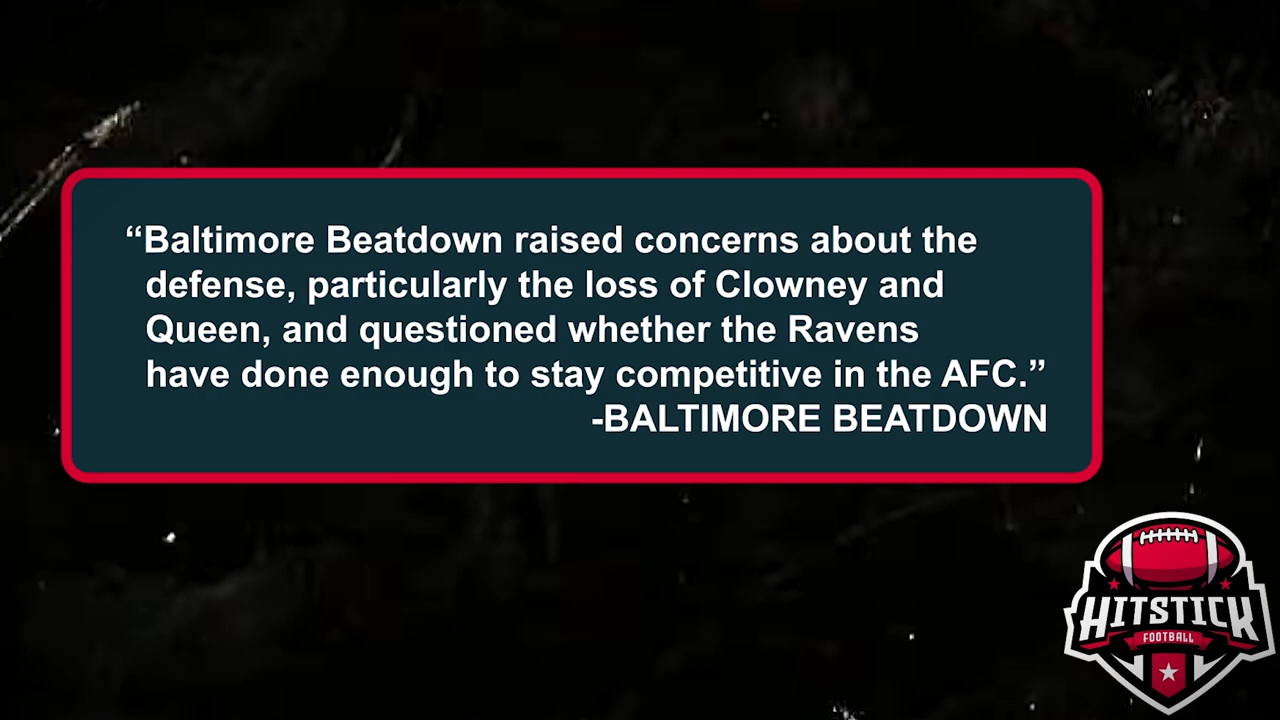 “Baltimore Beatdown raised concerns about the
defense, particularly the loss of Clowney and
Queen, and questioned whether the Ravens
have done enough to stay competitive in the AFC.”
-BALTIMORE BEATDOWN
HITSTICK
FOOTBALL